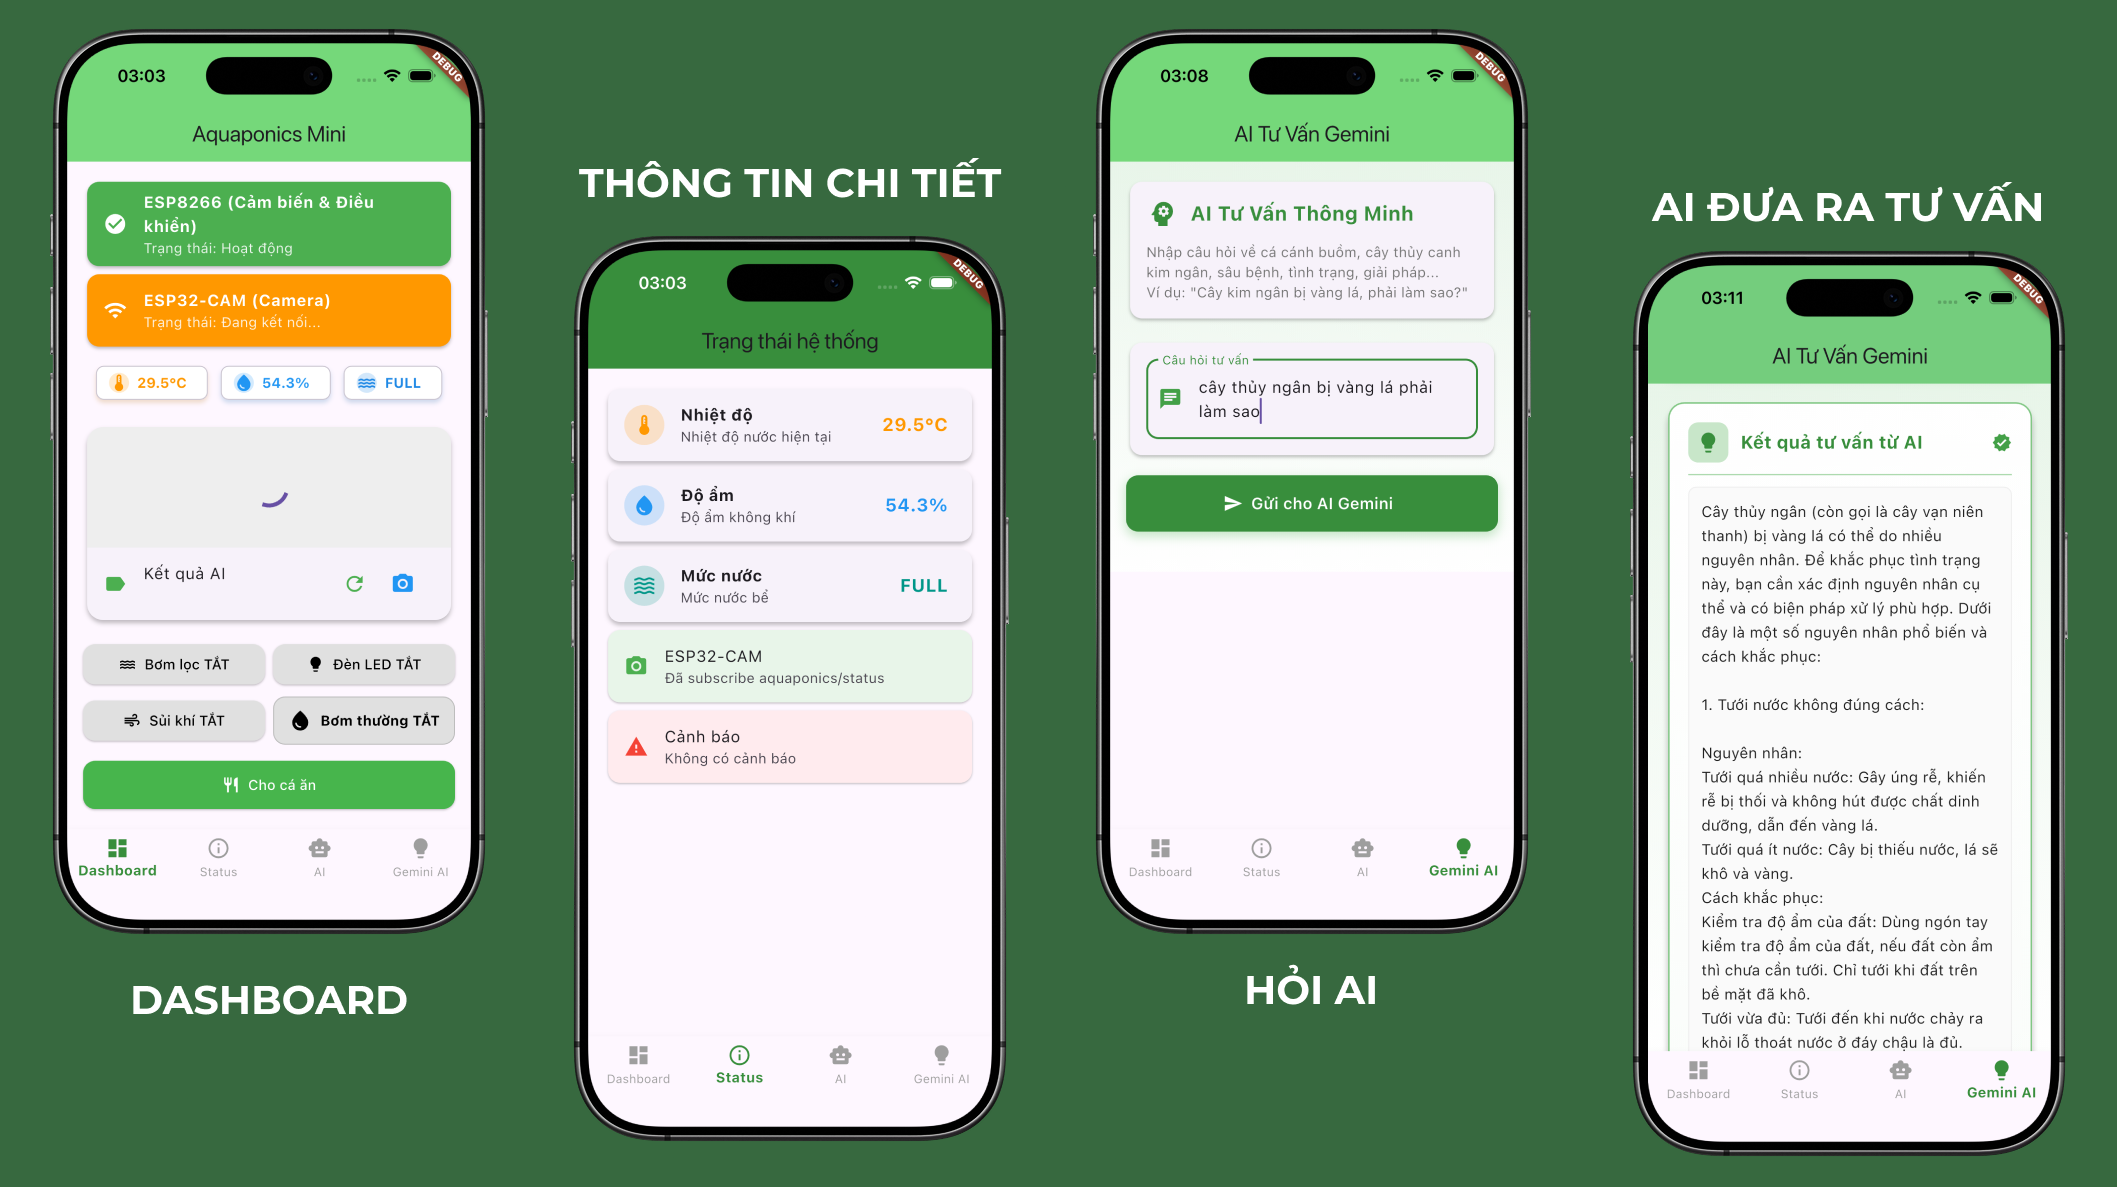 03:03
DEBUG
Aquaponics Mini
ESP8266 (Cảm biến & Điều
khiển)
Trạng thái: Hoạt động
ESP32-CAM (Camera)
Trạng thái: Đang kết nối...
29.5°C
54.3%
FULL
Kết quả AI
Bơm lọc TẮT
Đèn LED TẮT
Sủi khí TẮT
Bơm thường TẮT
Cho cá ăn
Dashboard
Status
AI
Gemini AI
DASHBOARD
THÔNG TIN CHI TIẾT
03:03
DEBUG
Trạng thái hệ thống
Nhiệt độ
Nhiệt độ nước hiện tại
29.5°C
Độ ẩm
Độ ẩm không khí
54.3%
Mức nước
Mức nước bể
FULL
ESP32-CAM
Đã subscribe aquaponics/status
Cảnh báo
Không có cảnh báo
Dashboard
Status
AI
Gemini AI
03:08
DEBUG
AI Tư Vấn Gemini
AI Tư Vấn Thông Minh
Nhập câu hỏi về cá cánh buồm, cây thủy canh
kim ngân, sâu bệnh, tình trạng, giải pháp...
Ví dụ: "Cây kim ngân bị vàng lá, phải làm sao?"
Câu hỏi tư vấn
cây thủy ngân bị vàng lá phải
làm sao
Gửi cho AI Gemini
Dashboard
Status
AI
Gemini AI
HỎI AI
AI ĐƯA RA TƯ VẤN
03:11
DEBUG
AI Tư Vấn Gemini
Kết quả tư vấn từ AI
Cây thủy ngân (còn gọi là cây vạn niên
thanh) bị vàng lá có thể do nhiều
nguyên nhân. Để khắc phục tình trạng
này, bạn cần xác định nguyên nhân cụ
thể và có biện pháp xử lý phù hợp. Dưới
đây là một số nguyên nhân phổ biến và
cách khắc phục:
1. Tưới nước không đúng cách:
Nguyên nhân:
Tưới quá nhiều nước: Gây úng rễ, khiến
rễ bị thối và không hút được chất dinh
dưỡng, dẫn đến vàng lá.
Tưới quá ít nước: Cây bị thiếu nước, lá sẽ
khô và vàng.
Cách khắc phục:
Kiểm tra độ ẩm của đất: Dùng ngón tay
kiểm tra độ ẩm của đất, nếu đất còn ẩm
thì chưa cần tưới. Chỉ tưới khi đất trên
bề mặt đã khô.
Tưới vừa đủ: Tưới đến khi nước chảy ra
khỏi lỗ thoát nước ở đáy chậu là đủ.
Dashboard
Status
AI
Gemini AI